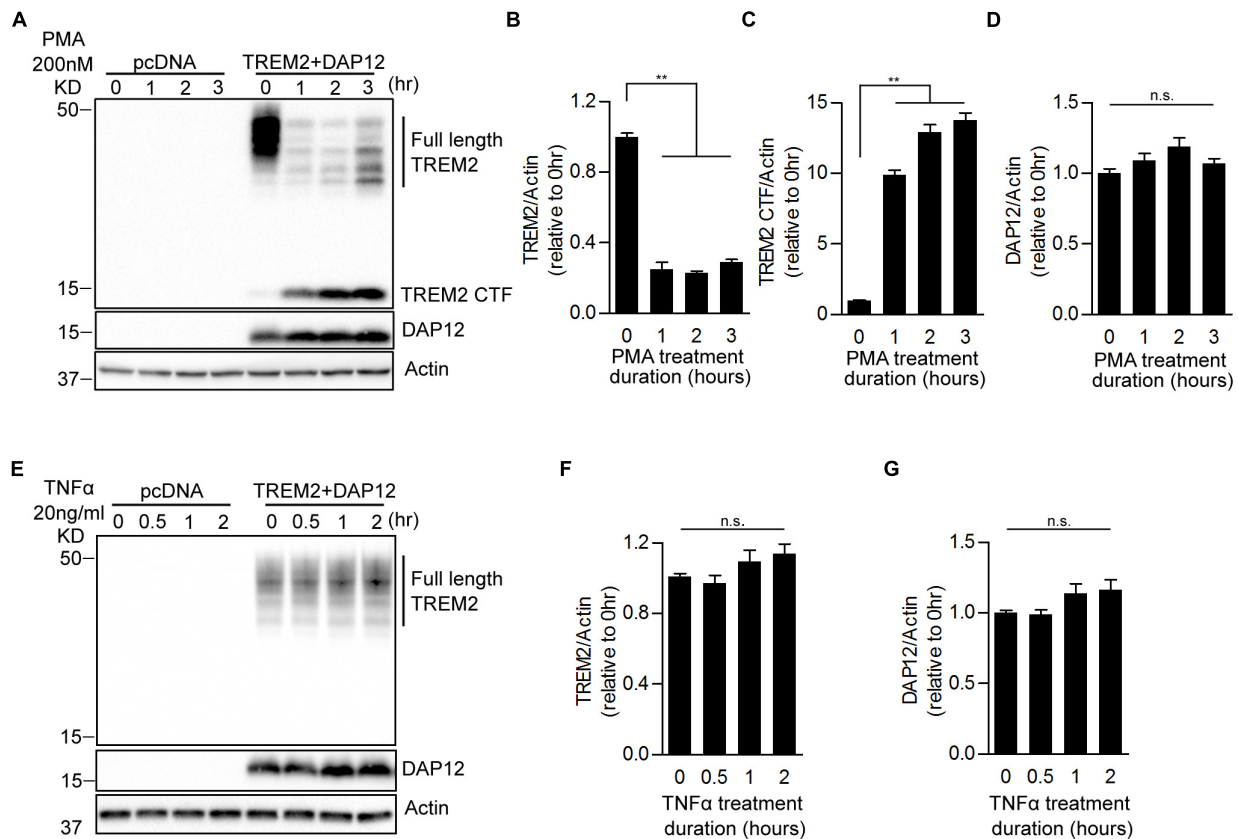 A
PMA
200nM
pcDNA
TREM2+DAP12
KD
0 1 2 3 0 1 2 3 (hr)
50
Full length
TREM2
15
TREM2 CTF
15
DAP12
37
Actin
B
**
TREM2/Actin
(relative to 0hr)
1.2
0.8
0.4
0.0
0 1 2 3
PMA treatment
duration (hours)
C
**
TREM2 CTF/Actin
(relative to 0hr)
15
10
5
0
0 1 2 3
PMA treatment
duration (hours)
D
n.s.
DAP12/Actin
(relative to 0hr)
1.5
1.0
0.5
0.0
0 1 2 3
PMA treatment
duration (hours)
E
TNFα
20ng/ml
pcDNA
TREM2+DAP12
KD
0 0.5 1 2 0 0.5 1 2 (hr)
50
Full length
TREM2
15
15
DAP12
37
Actin
F
n.s.
TREM2/Actin
(relative to 0hr)
1.2
0.8
0.4
0.0
0 0.5 1 2
TNFα treatment
duration (hours)
G
n.s.
DAP12/Actin
(relative to 0hr)
1.5
1.0
0.5
0.0
0 0.5 1 2
TNFα treatment
duration (hours)